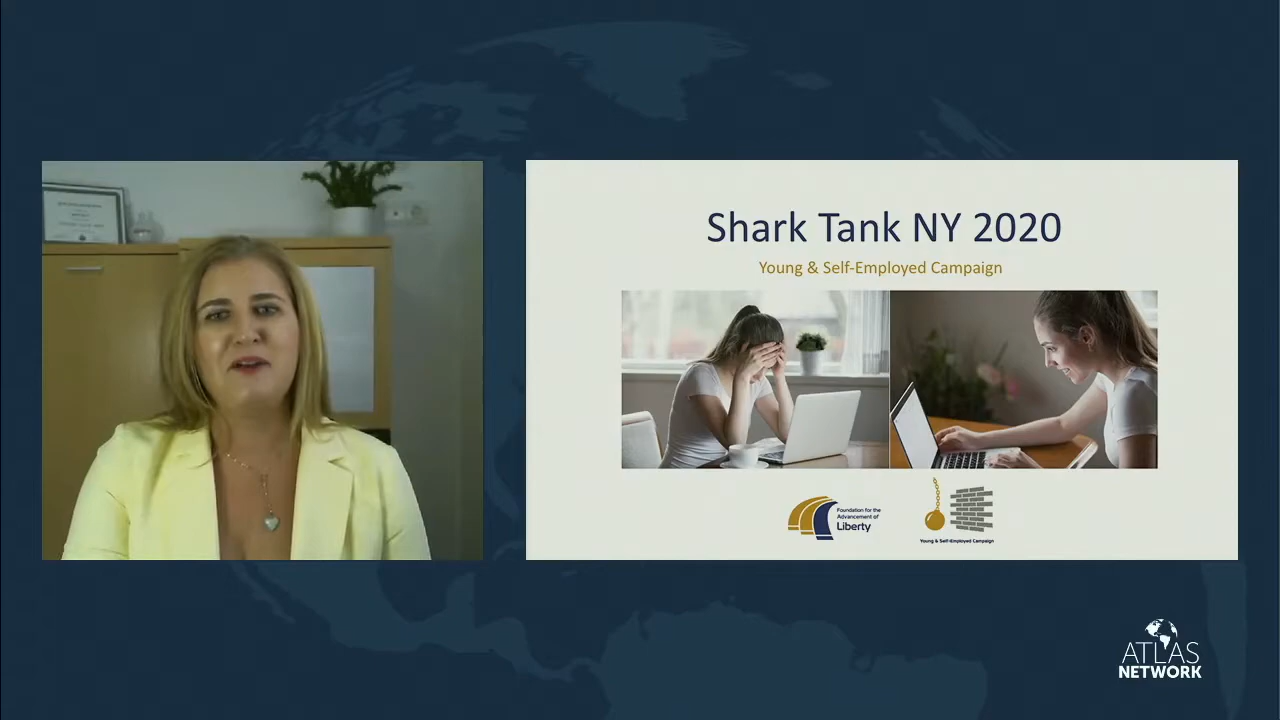 Shark Tank NY 2020
Young & Self-Employed Campaign
Foundation for the
Advancement of
Liberty
Young & Self-Employed Campaign
ATLAS
NETWORK